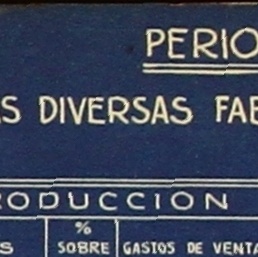 PERIO
S DIVERSAS FAB
RODUCCION
%
S SOBRE GASTOS DE VENTA